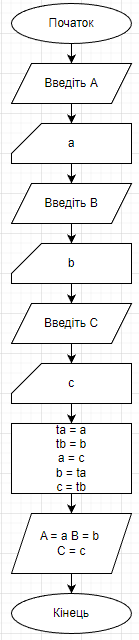 Початок
Введіть A
a
Введіть B
b
Введіть C
c
ta = a
tb = b
a = c
b = ta
c = tb
A = a B = b
C = c
Кінець